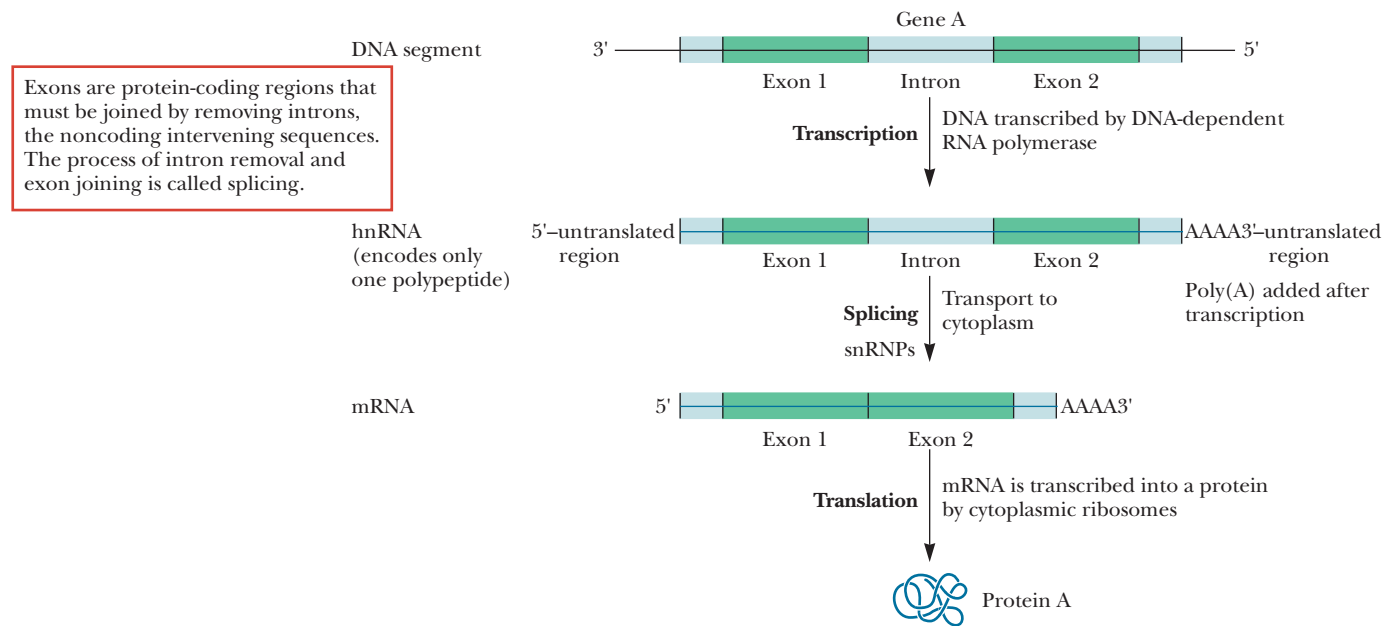 Gene A
DNA segment
3'
5'
Exons are protein-coding regions that
must be joined by removing introns,
the noncoding intervening sequences.
The process of intron removal and
exon joining is called splicing.
Exon 1
Intron
Exon 2
Transcription
DNA transcribed by DNA-dependent
RNA polymerase
hnRNA
(encodes only
one polypeptide)
5'–untranslated
region
AAAA3'–untranslated
region
Exon 1
Intron
Exon 2
Poly(A) added after
transcription
Splicing
snRNPs
Transport to
cytoplasm
mRNA
5'
AAAA3'
Exon 1
Exon 2
Translation
mRNA is transcribed into a protein
by cytoplasmic ribosomes
Protein A